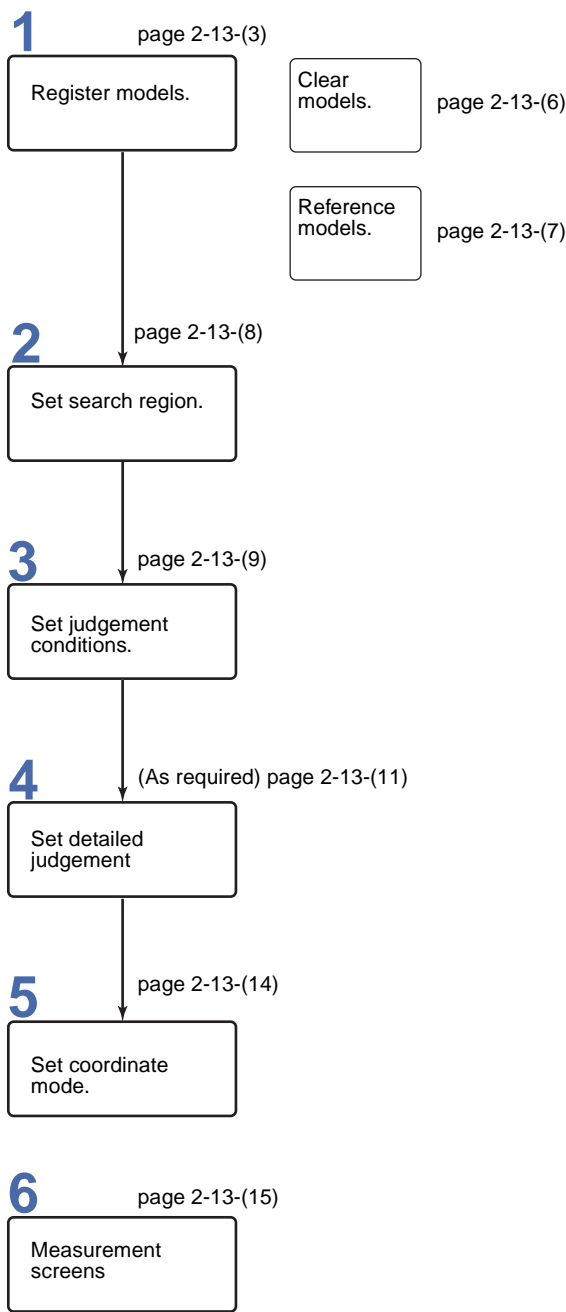 1
page 2-13-(3)
Register models.
Clear
models.
page 2-13-(6)
Reference
models.
page 2-13-(7)
2
page 2-13-(8)
Set search region.
3
page 2-13-(9)
Set judgement
conditions.
4
(As required) page 2-13-(11)
Set detailed
judgement
5
page 2-13-(14)
Set coordinate
mode.
6
page 2-13-(15)
Measurement
screens